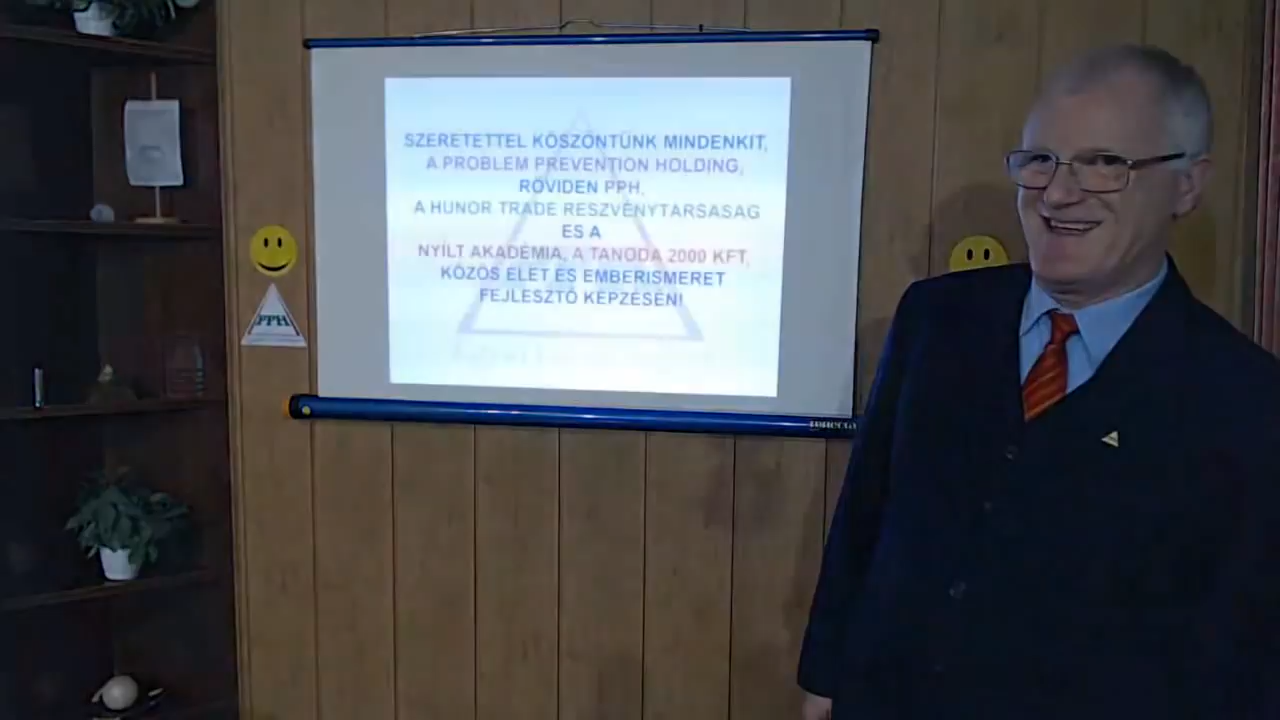 SZERETETTEL KÖSZÖNTÜNK MINDENKIT,
A PROBLEM PREVENTION HOLDING,
RÖVIDEN PPH,
A HUNOR TRADE RÉSZVÉNYTÁRSASÁG
ÉS A
NYÍLT AKADÉMIA, A TANODA 2000 KFT,
KÖZÖS ÉLET ÉS EMBERISMERET
FEJLESZTŐ KÉPZÉSÉN!
PPH